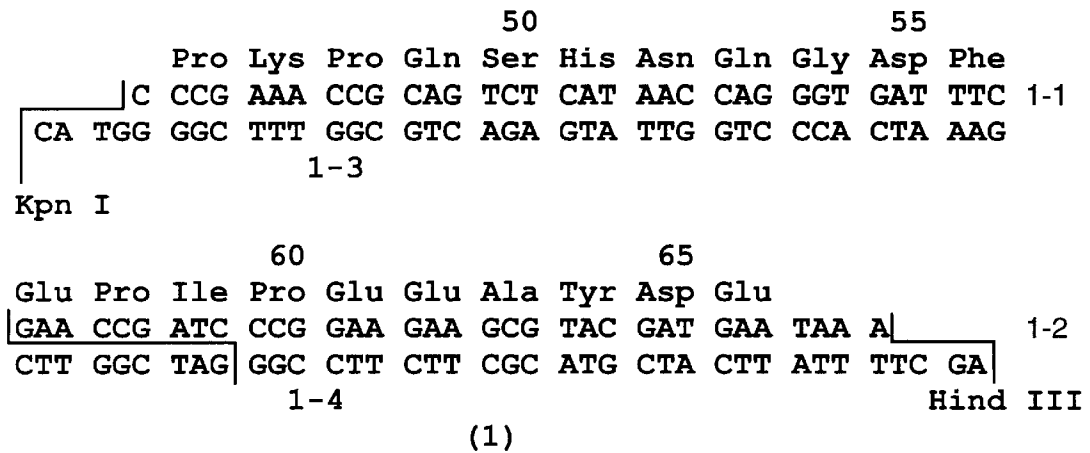 50 55
Pro Lys Pro Gln Ser His Asn Gln Gly Asp Phe
C CCG AAA CCG CAG TCT CAT AAC CAG GGT GAT TTC 1-1
CA TGG GGC TTT GGC GTC AGA GTA TTG GTC CCA CTA AAG
1-3
Kpn I
60 65
Glu Pro Ile Pro Glu Glu Ala Tyr Asp Glu
GAA CCG ATC CCG GAA GAA GCG TAC GAT GAA TAA A 1-2
CTT GGC TAG GGC CTT CTT CGC ATG CTA CTT ATT TTC GA
1-4 Hind III
(1)